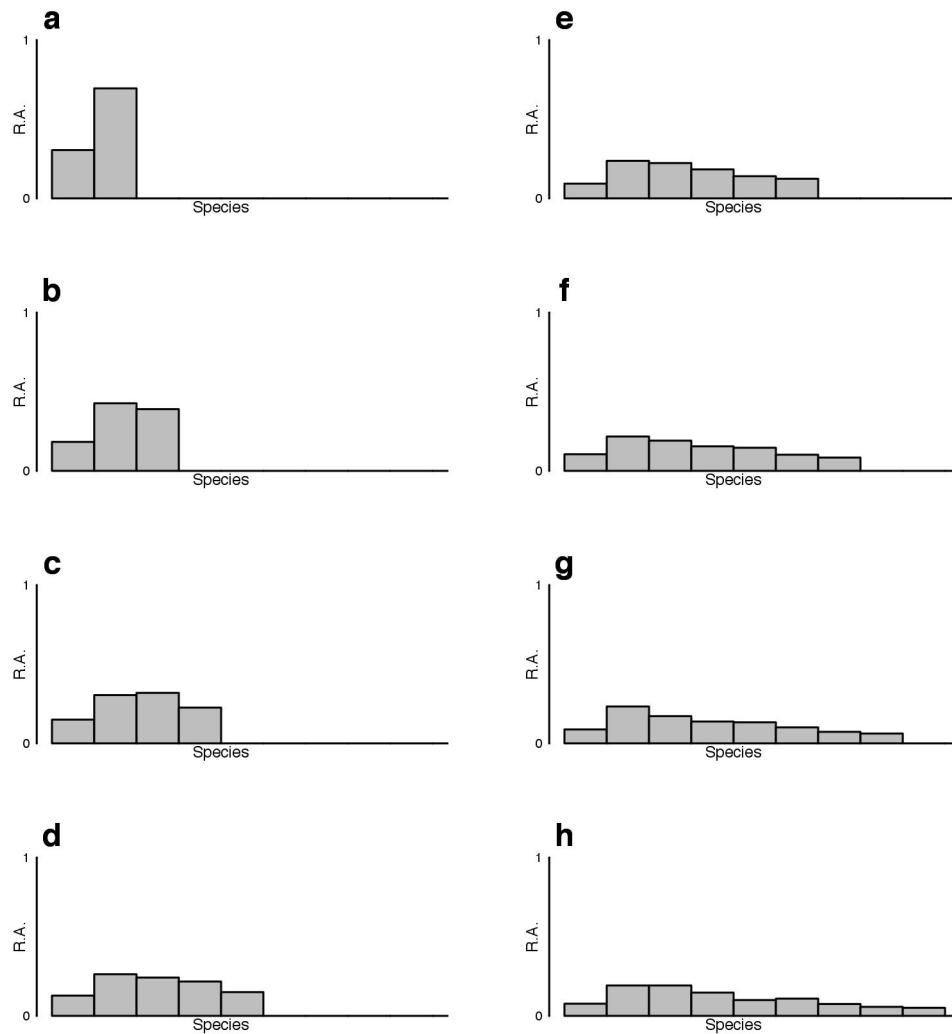 a
1
R.A.
0
Species
b
1
R.A.
0
Species
c
1
R.A.
0
Species
d
1
R.A.
0
Species
e
1
R.A.
0
Species
f
1
R.A.
0
Species
g
1
R.A.
0
Species
h
1
R.A.
0
Species